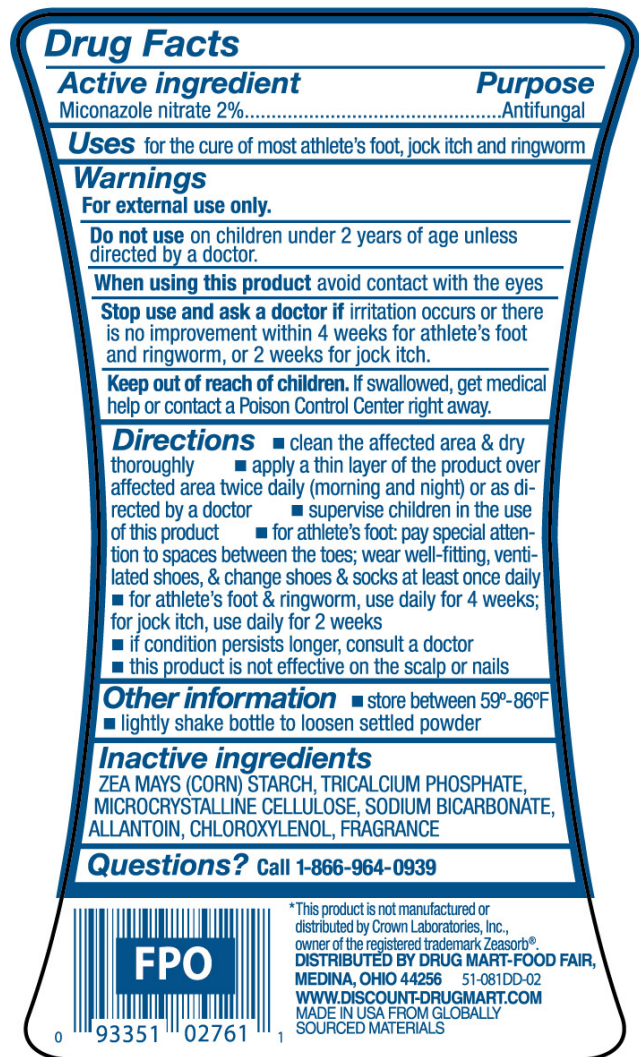 Drug Facts
Active ingredient Purpose
Miconazole nitrate 2%................................................Antifungal
Uses for the cure of most athlete's foot, jock itch and ringworm
Warnings
For external use only.
Do not use on children under 2 years of age unless
directed by a doctor.
When using this product avoid contact with the eyes
Stop use and ask a doctor if irritation occurs or there
is no improvement within 4 weeks for athlete's foot
and ringworm, or 2 weeks for jock itch.
Keep out of reach of children. If swallowed, get medical
help or contact a Poison Control Center right away.
Directions ■ clean the affected area & dry
thoroughly ■ apply a thin layer of the product over
affected area twice daily (morning and night) or as di-
rected by a doctor ■ supervise children in the use
of this product ■ for athlete's foot: pay special atten-
tion to spaces between the toes; wear well-fitting, venti-
lated shoes, & change shoes & socks at least once daily
■ for athlete's foot & ringworm, use daily for 4 weeks;
for jock itch, use daily for 2 weeks
■ if condition persists longer, consult a doctor
■ this product is not effective on the scalp or nails
Other information ■ store between 59º-86ºF
■ lightly shake bottle to loosen settled powder
Inactive ingredients
ZEA MAYS (CORN) STARCH, TRICALCIUM PHOSPHATE,
MICROCRYSTALLINE CELLULOSE, SODIUM BICARBONATE,
ALLANTOIN, CHLOROXYLENOL, FRAGRANCE
Questions? Call 1-866-964-0939
*This product is not manufactured or
distributed by Crown Laboratories, Inc.,
owner of the registered trademark Zeasorb®.
DISTRIBUTED BY DRUG MART-FOOD FAIR,
MEDINA, OHIO 44256 51-081DD-02
WWW.DISCOUNT-DRUGMART.COM
MADE IN USA FROM GLOBALLY
SOURCED MATERIALS
FPO
0 93351 02761 1